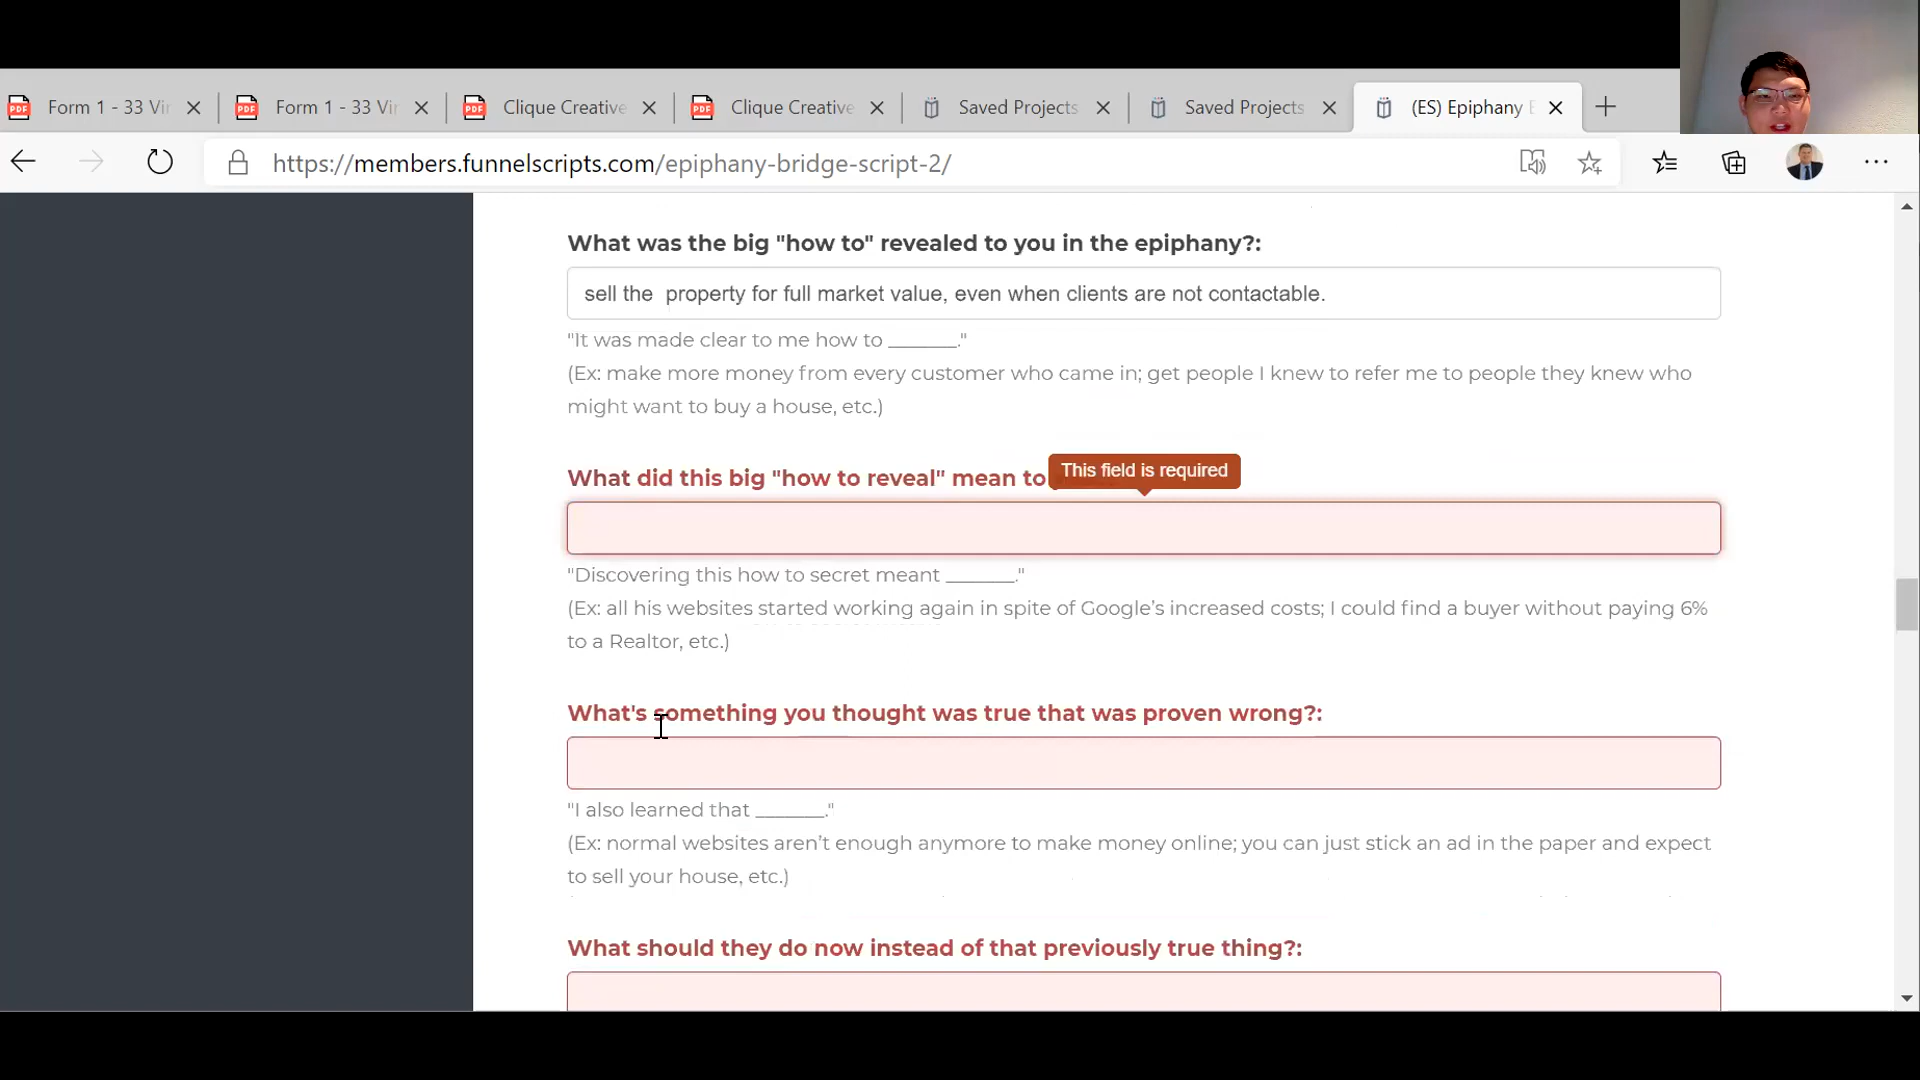 Form 1 - 33 Vir
Form 1 - 33 Vir
Clique Creative
Clique Creative
Saved Projects
Saved Projects
(ES) Epiphany B
https://members.funnelscripts.com/epiphany-bridge-script-2/
What was the big "how to" revealed to you in the epiphany?:
sell the  property for full market value, even when clients are not contactable.
"It was made clear to me how to _______."
(Ex: make more money from every customer who came in; get people I knew to refer me to people they knew who
might want to buy a house, etc.)
What did this big "how to reveal" mean to
This field is required
"Discovering this how to secret meant _______."
(Ex: all his websites started working again in spite of Google's increased costs; I could find a buyer without paying 6%
to a Realtor, etc.)
What's something you thought was true that was proven wrong?:
"I also learned that _______."
(Ex: normal websites aren't enough anymore to make money online; you can just stick an ad in the paper and expect
to sell your house, etc.)
What should they do now instead of that previously true thing?: